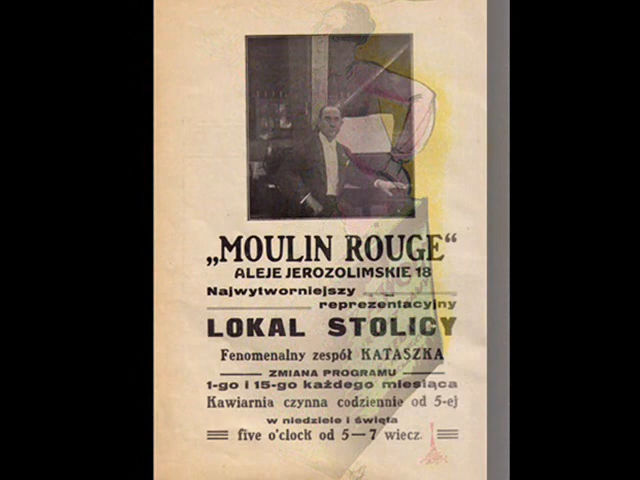 „MOULIN ROUGE“
ALEJE JEROZOLIMSKIE 18
Najwytworniejszy
reprezentacyjny
LOKAL STOLICY
Fenomenalny zespół KATASZKA
ZMIANA PROGRAMU
1-go i 15-go każdego miesiąca
Kawiarnia czynna codziennie od 5-ej
w niedziele i święta
five o'clock od 5—7 wiecz.